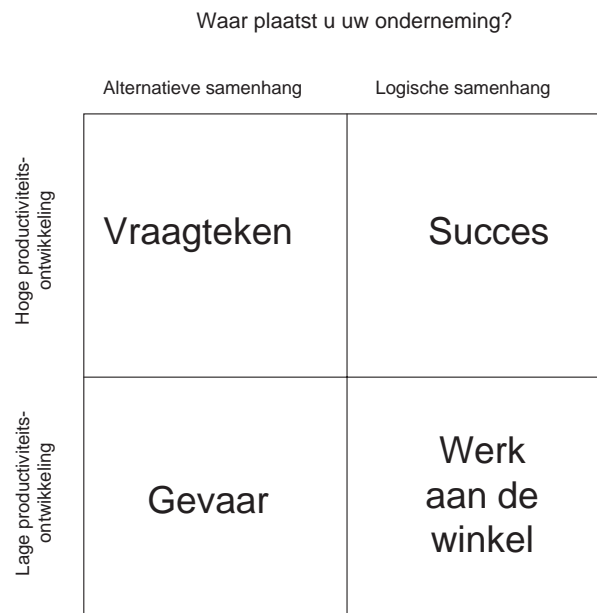 Waar plaatst u uw onderneming?
Alternatieve samenhang
Logische samenhang
Hoge productiviteits-
ontwikkeling
Vraagteken
Succes
Lage productiviteits-
ontwikkeling
Gevaar
Werk
aan de
winkel